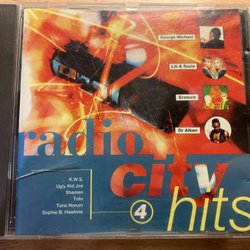 George Michael
Lili & Susie
Erasure
Dr Alban
radio
city
4
hits
K.W.S.
Ugly Kid Joe
Shamen
Toto
Tone Norum
Sophie B. Hawkins